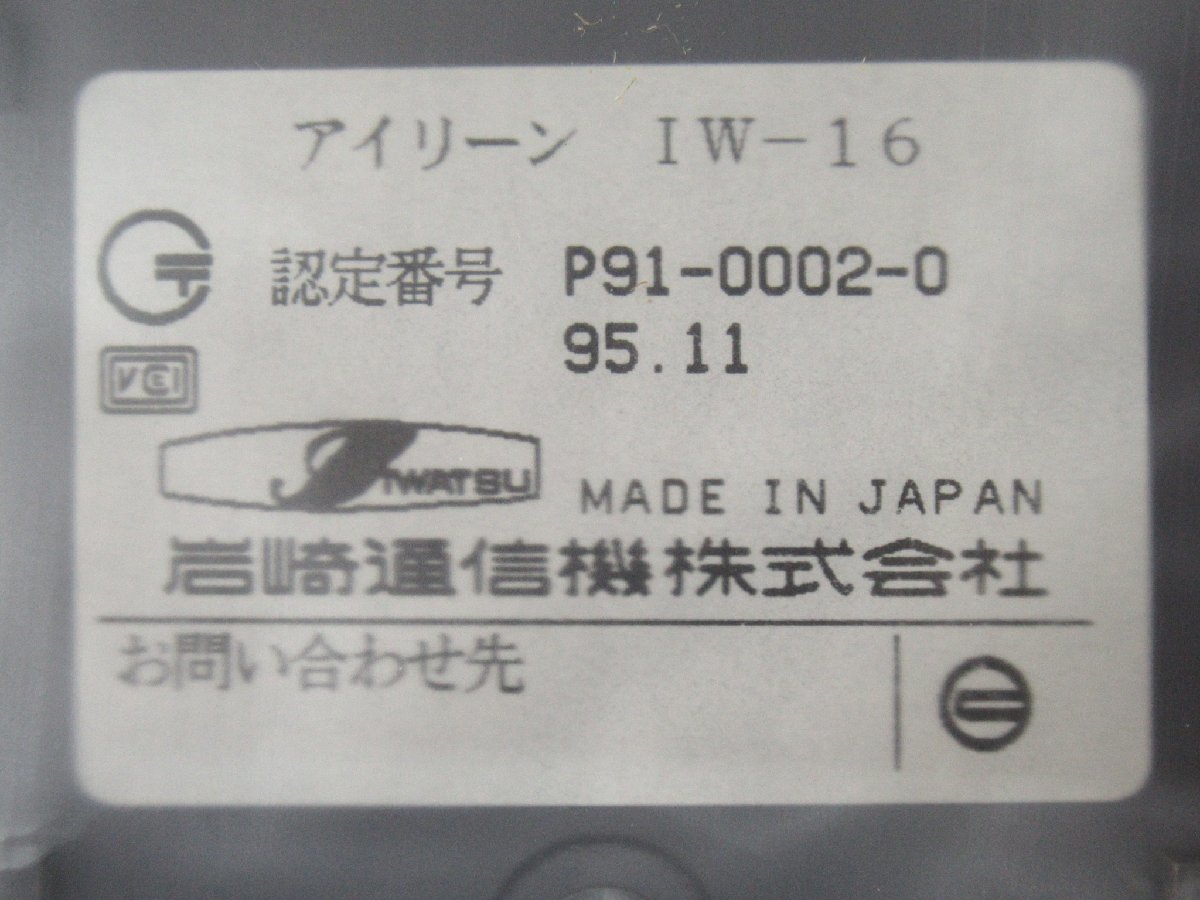 アイリーン IW-16
認定番号 P91-0002-0
95.11
VCI
IWATSU MADE IN JAPAN
岩崎通信機株式会社
お問い合わせ先